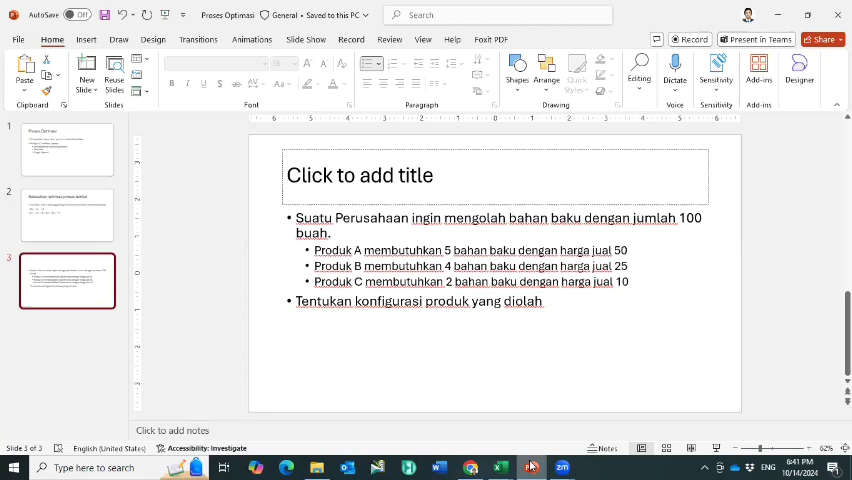 AutoSave
Off
Proses Optimasi
General • Saved to this PC
Search
File
Home
Insert
Draw
Design
Transitions
Animations
Slide Show
Record
Review
View
Help
Foxit PDF
Record
Present in Teams
Share
Paste
New
Slide
Reuse
Slides
Shapes
Arrange
Quick
Styles
Editing
Dictate
Sensitivity
Add-ins
Designer
Clipboard
Slides
Font
Paragraph
Drawing
Voice
Sensitivity
Add-ins
1
Proses Optimasi
2
3
Click to add title
• Suatu Perusahaan ingin mengolah bahan baku dengan jumlah 100
buah.
• Produk A membutuhkan 5 bahan baku dengan harga jual 50
• Produk B membutuhkan 4 bahan baku dengan harga jual 25
• Produk C membutuhkan 2 bahan baku dengan harga jual 10
• Tentukan konfigurasi produk yang diolah
Click to add notes
Slide 3 of 3
English (United States)
Accessibility: Investigate
Notes
62%
Type here to search
ENG
6:41 PM
10/14/2024